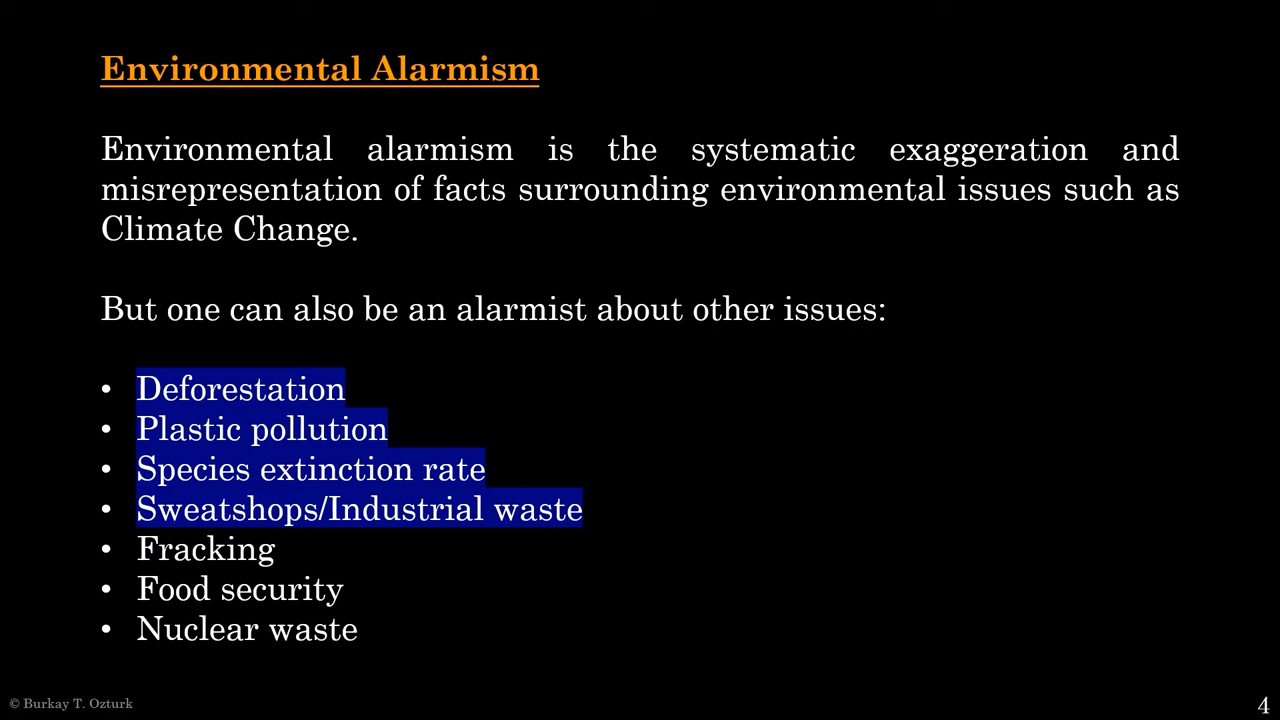 Environmental Alarmism
Environmental alarmism is the systematic exaggeration and
misrepresentation of facts surrounding environmental issues such as
Climate Change.
But one can also be an alarmist about other issues:
• Deforestation
• Plastic pollution
• Species extinction rate
• Sweatshops/Industrial waste
• Fracking
• Food security
• Nuclear waste
© Burkay T. Ozturk
4